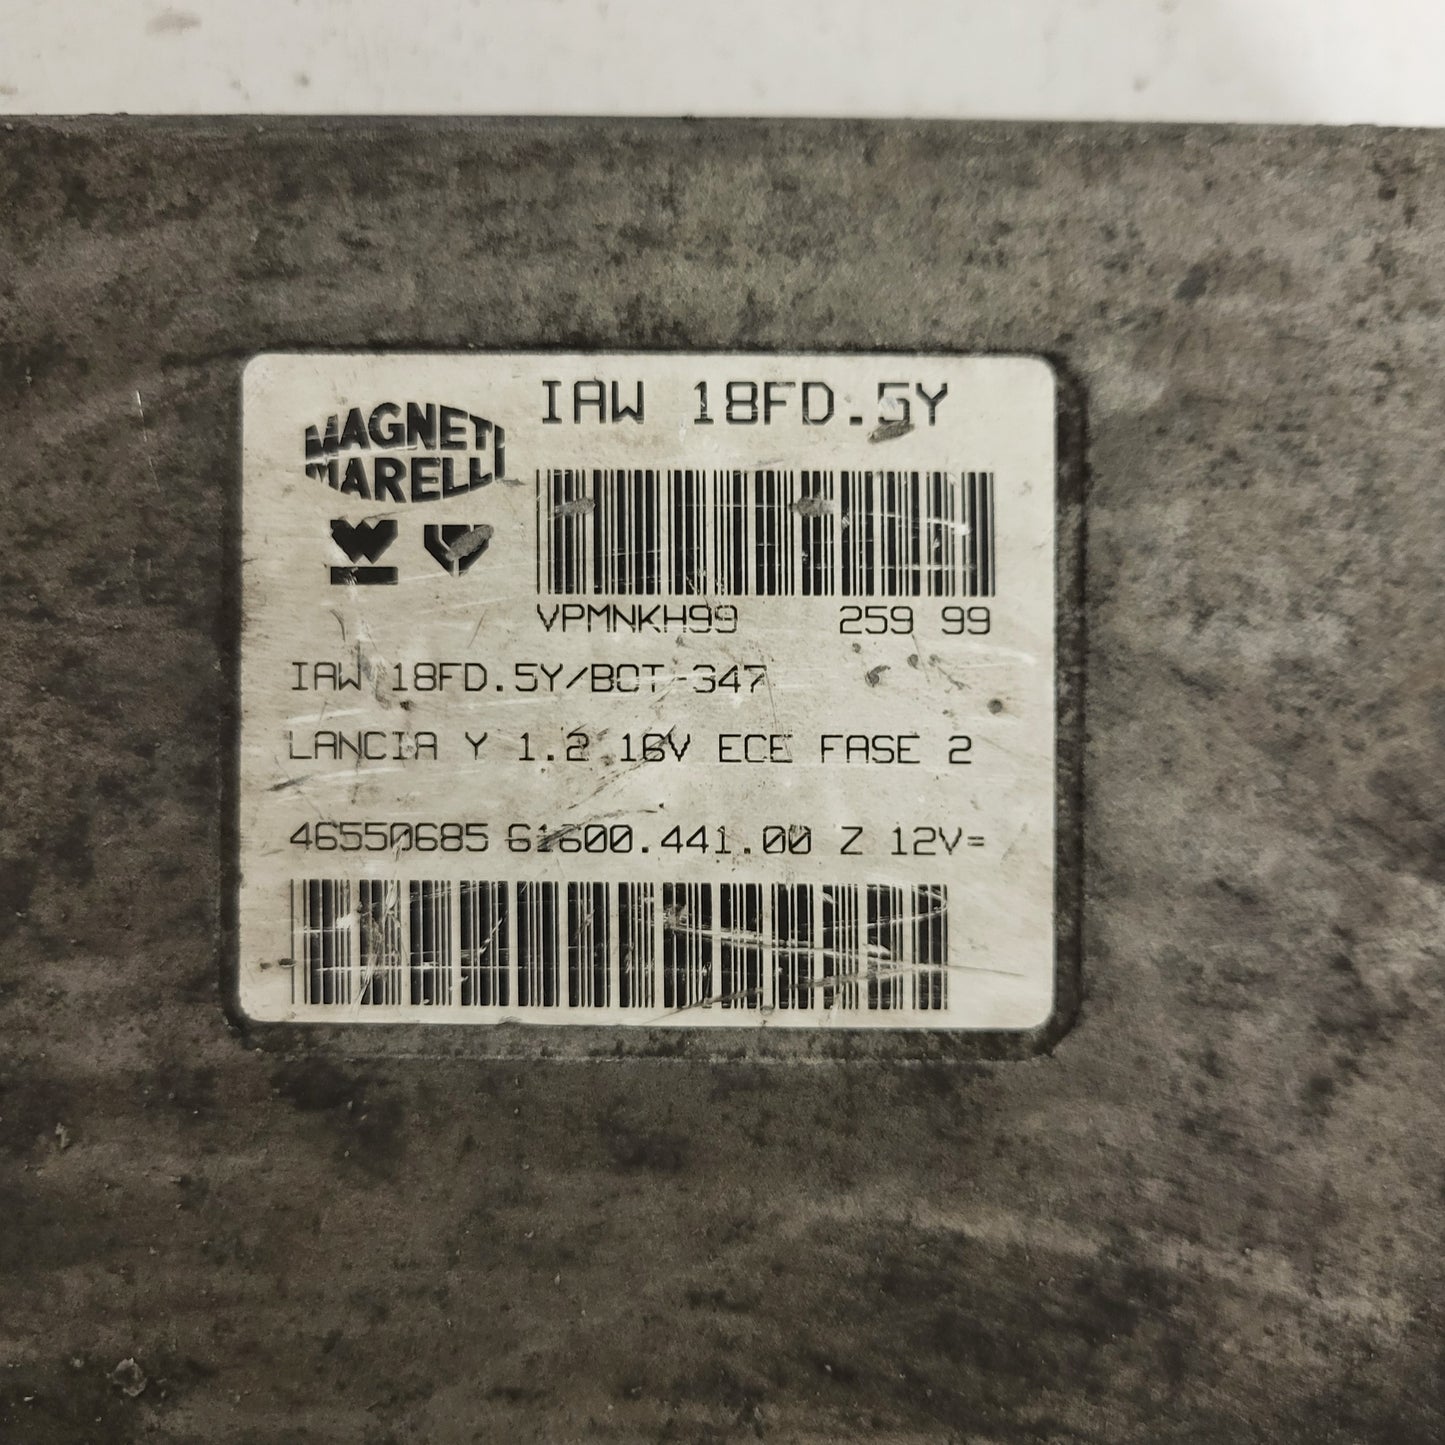 MAGNETI
MARELLI
IAW 18FD.5Y
VPMNKH99 259 99
IAW 18FD.5Y/BOT-347
LANCIA Y 1.2 16V ECE FASE 2
46550685 61600.441.00 Z 12V=